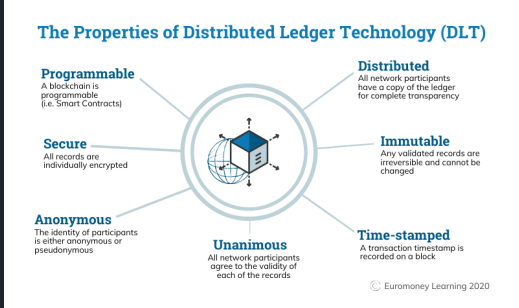 The Properties of Distributed Ledger Technology (DLT)
Programmable
A blockchain is
programmable
(i.e. Smart Contracts)
Secure
All records are
individually encrypted
Anonymous
The identity of participants
is either anonymous or
pseudonymous
Unanimous
All network participants
agree to the validity of
each of the records
Distributed
All network participants
have a copy of the ledger
for complete transparency
Immutable
Any validated records are
irreversible and cannot be
changed
Time-stamped
A transaction timestamp is
recorded on a block
Euromoney Learning 2020